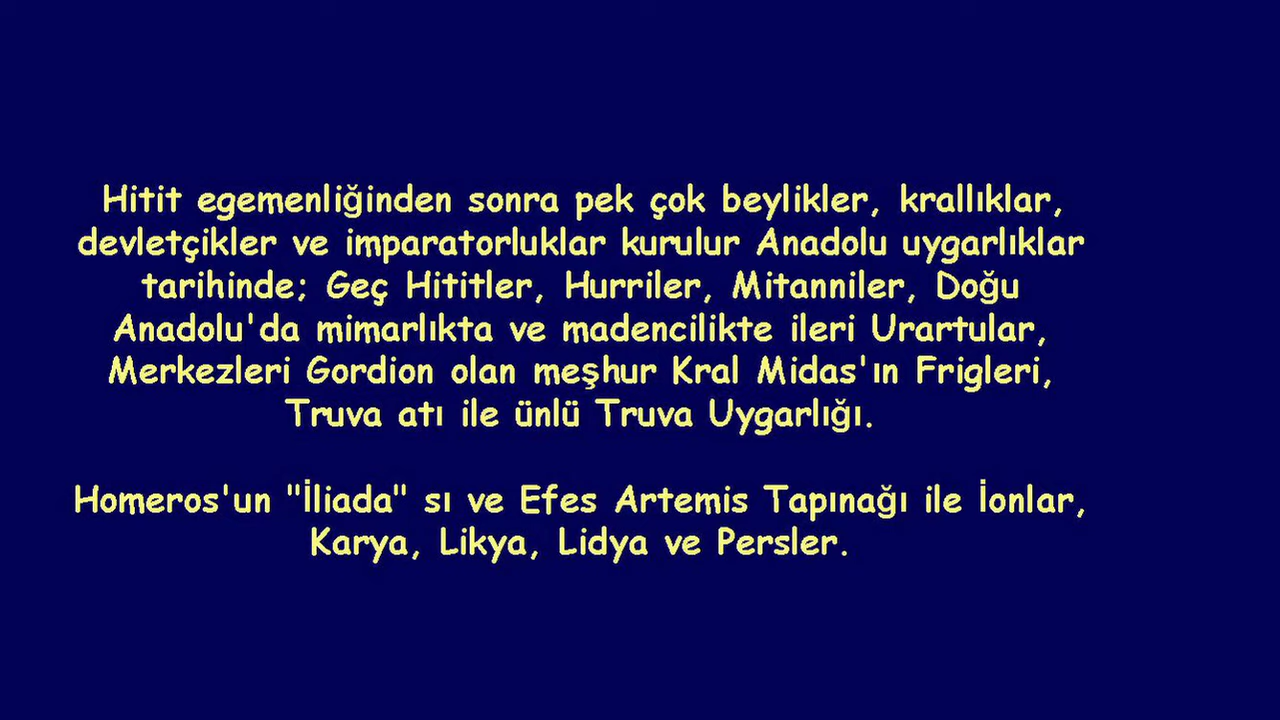 Hitit egemenliğinden sonra pek çok beylikler, krallıklar,
devletçikler ve imparatorluklar kurulur Anadolu uygarlıklar
tarihinde; Geç Hititler, Hurriler, Mitanniler, Doğu
Anadolu'da mimarlıkta ve madencilikte ileri Urartular,
Merkezleri Gordion olan meşhur Kral Midas'ın Frigleri,
Truva atı ile ünlü Truva Uygarlığı.
Homeros'un "İliada" sı ve Efes Artemis Tapınağı ile İonlar,
Karya, Likya, Lidya ve Persler.